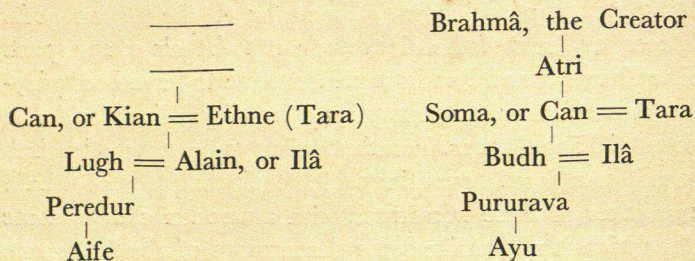 Brahmâ, the Creator
Atri
Can, or Kian = Ethne (Tara)
Soma, or Can = Tara
Lugh = Alain, or Ilâ
Budh = Ilâ
Peredur
Pururava
Aife
Ayu